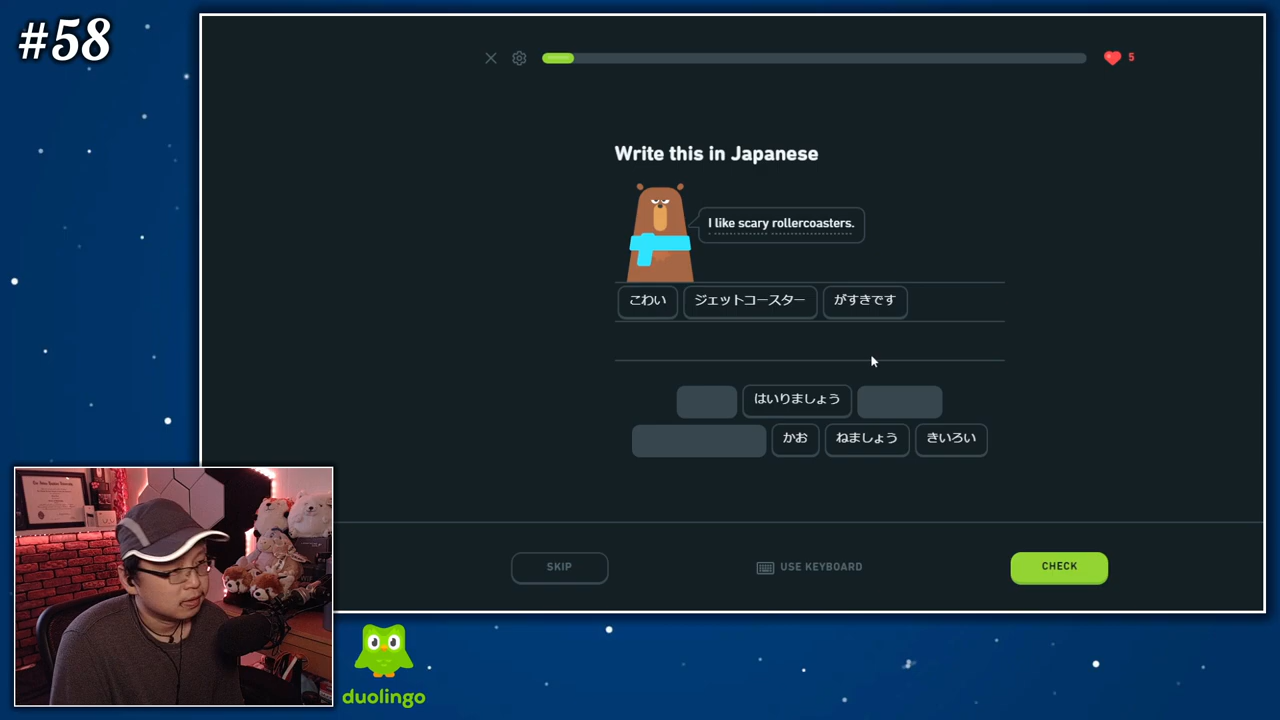 #58
5
Write this in Japanese
I like scary rollercoasters.
こわい ジェットコースター がすきです
はいりましょう
かお ねましょう きいろい
SKIP USE KEYBOARD CHECK
duolingo